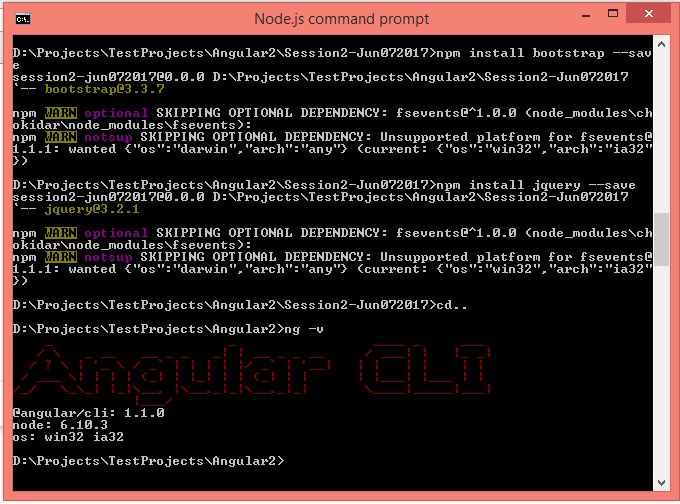 Node.js command prompt
D:\Projects\TestProjects\Angular2\Session2-Jun072017>npm install bootstrap --sav
e
session2-jun072017@0.0.0 D:\Projects\TestProjects\Angular2\Session2-Jun072017
`-- bootstrap@3.3.7
npm WARN optional SKIPPING OPTIONAL DEPENDENCY: fsevents@^1.0.0 (node_modules\ch
okidar\node_modules\fsevents):
npm WARN notsup SKIPPING OPTIONAL DEPENDENCY: Unsupported platform for fsevents@
1.1.1: wanted {"os":"darwin","arch":"any"} (current: {"os":"win32","arch":"ia32"
})
D:\Projects\TestProjects\Angular2\Session2-Jun072017>npm install jquery --save
session2-jun072017@0.0.0 D:\Projects\TestProjects\Angular2\Session2-Jun072017
`-- jquery@3.2.1
npm WARN optional SKIPPING OPTIONAL DEPENDENCY: fsevents@^1.0.0 (node_modules\ch
okidar\node_modules\fsevents):
npm WARN notsup SKIPPING OPTIONAL DEPENDENCY: Unsupported platform for fsevents@
1.1.1: wanted {"os":"darwin","arch":"any"} (current: {"os":"win32","arch":"ia32"
})
D:\Projects\TestProjects\Angular2\Session2-Jun072017>cd..
D:\Projects\TestProjects\Angular2>ng -v
Angular CLI
@angular/cli: 1.1.0
node: 6.10.3
os: win32 ia32
D:\Projects\TestProjects\Angular2>